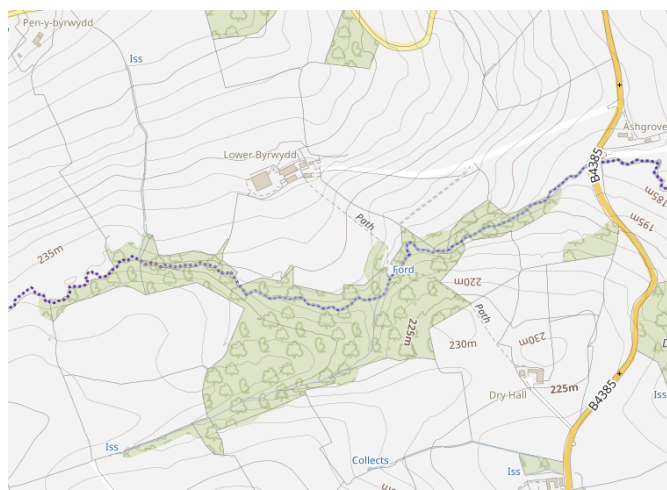 Pen-y-byrwydd
Iss
Ashgrove
B4385
Lower Byrwydd
185m
195m
Path
235m
Ford
220m
Path
225m
230m
230m
Dry Hall
225m
B4385
Iss
Iss
Collects
Iss